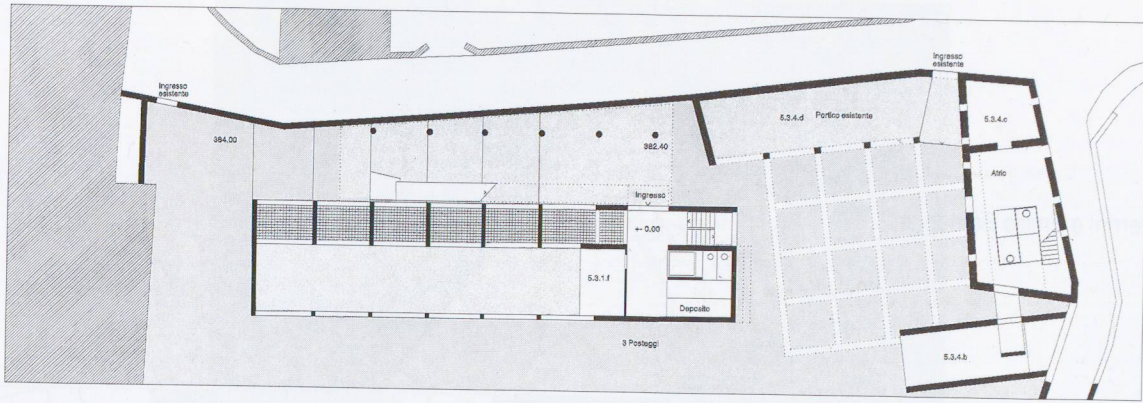 Ingresso
esistente
Ingresso
esistente
5.3.4.d Portico esistente
5.3.4.c
384.00
382.40
Atrio
Ingresso
+- 0.00
5.3.1.f
Deposito
3 Posteggi
5.3.4.b